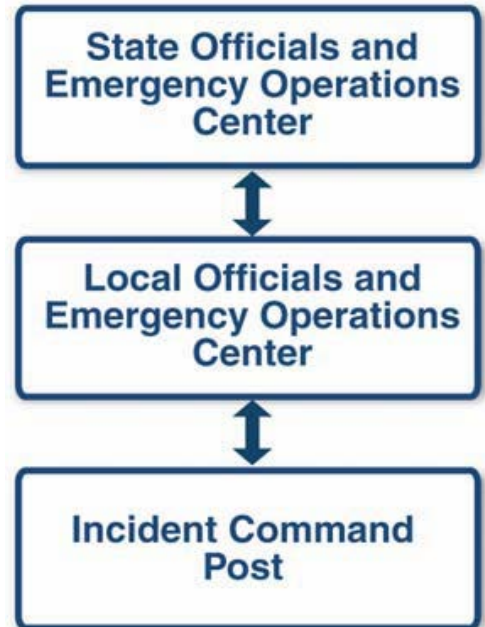 State Officials and
Emergency Operations
Center
Local Officials and
Emergency Operations
Center
Incident Command
Post